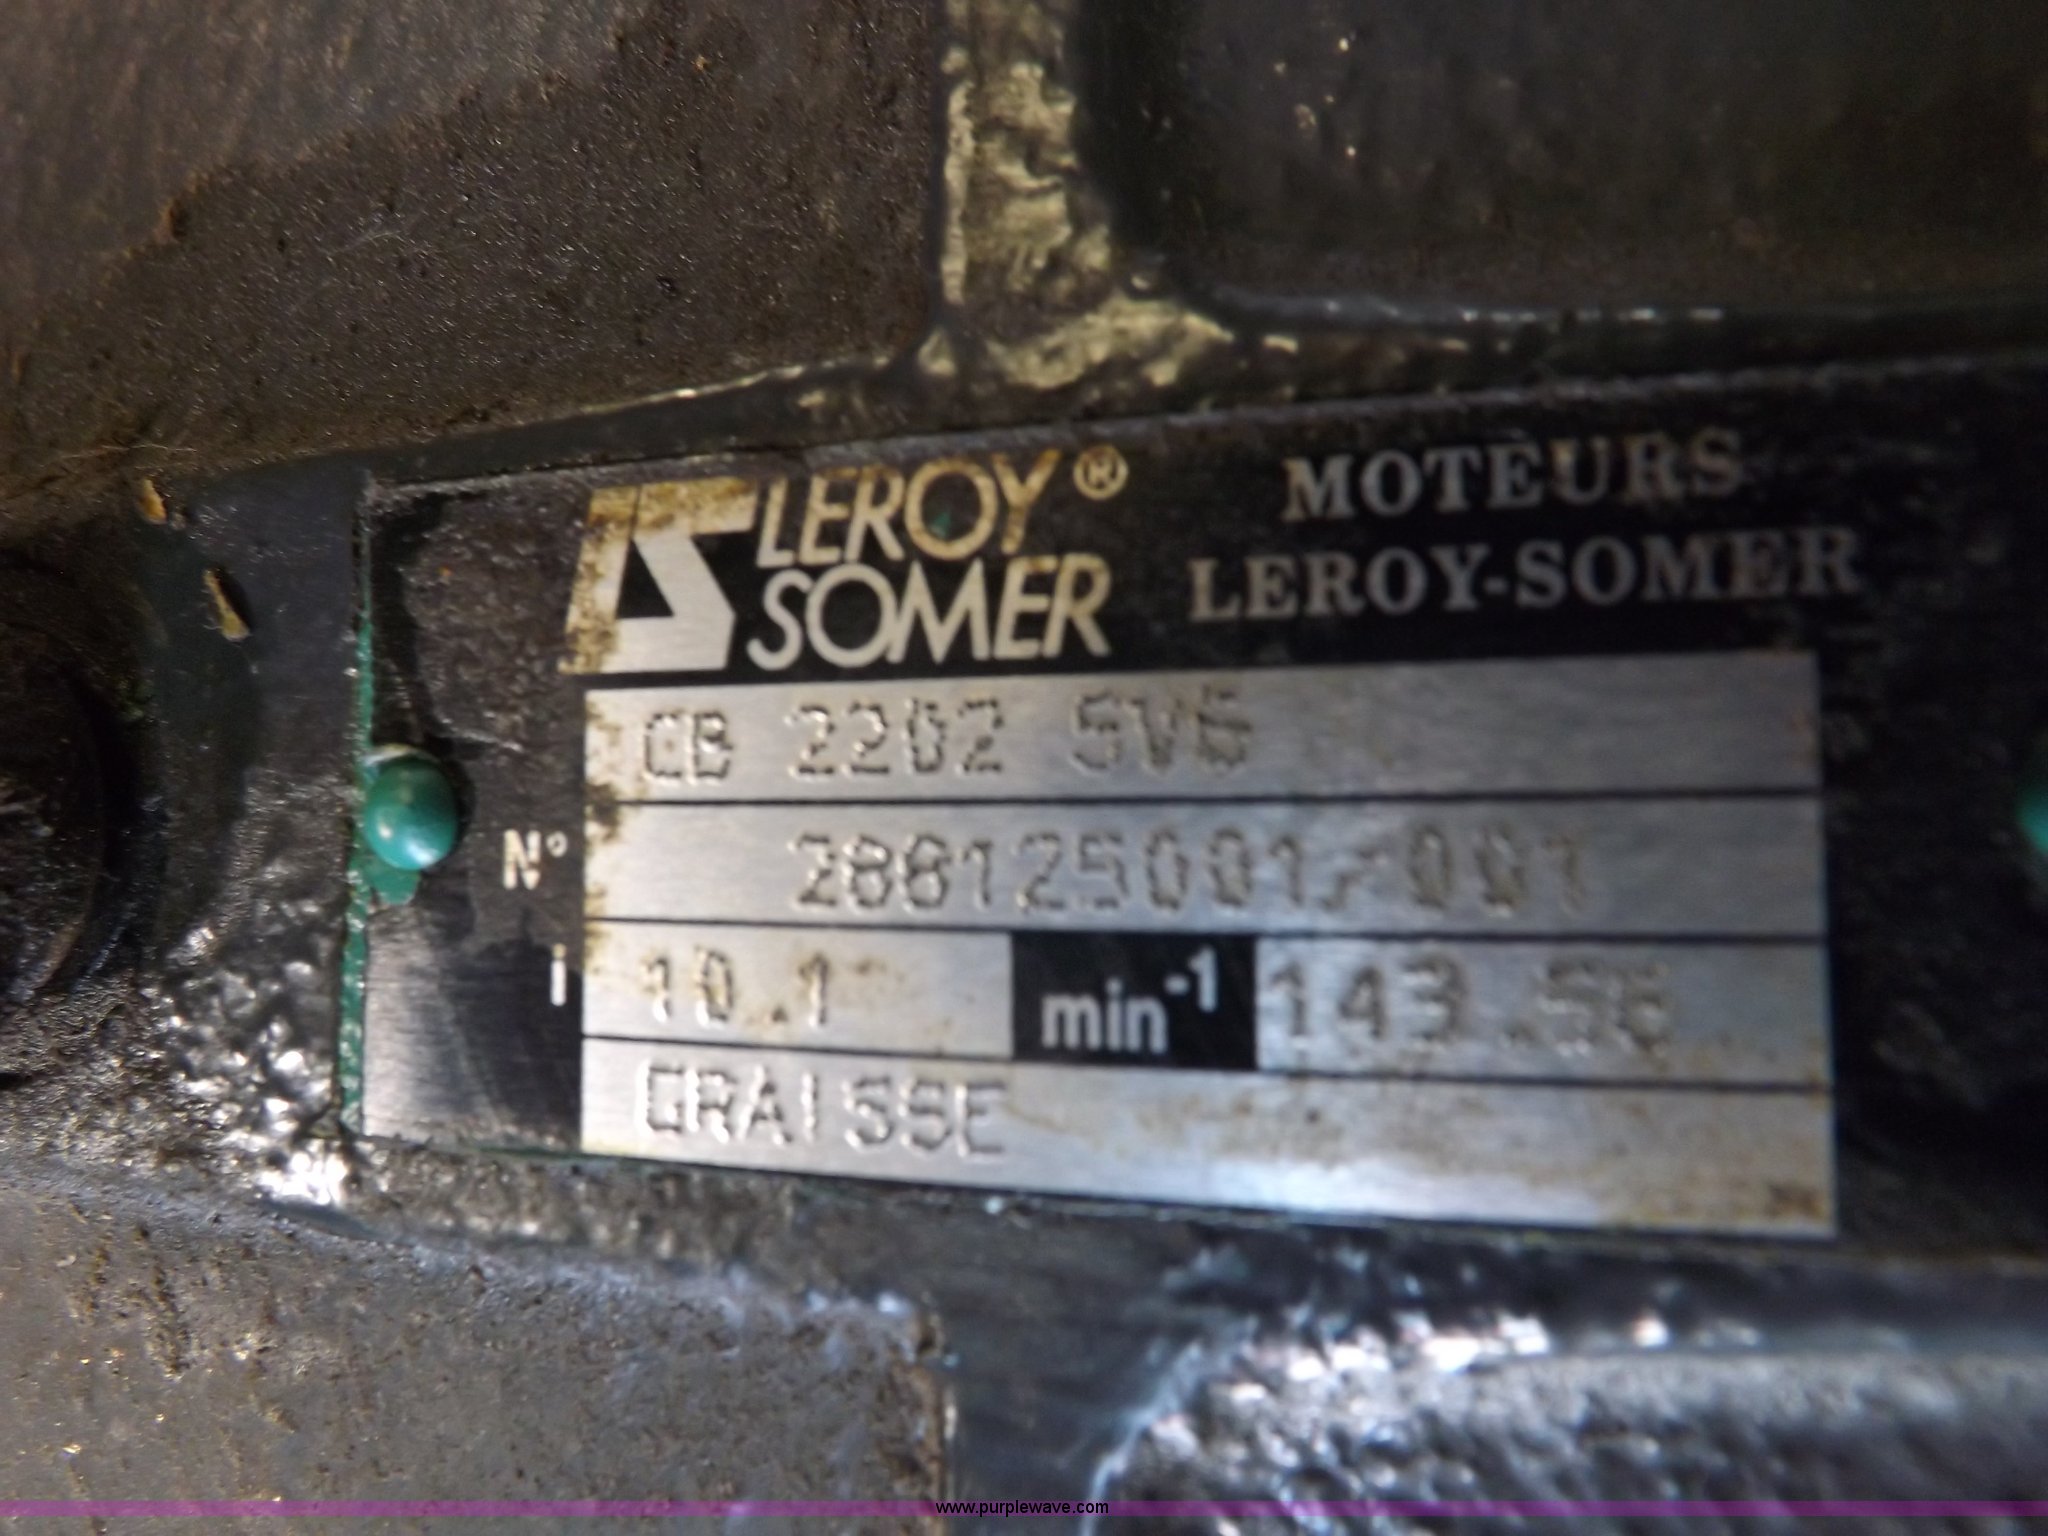 LEROY®
SOMER
MOTEURS
LEROY-SOMER
CB 2202 SV6
N° 288125001/001
i 10.1 min-1 143.56
GRAISSE
www.purplewave.com